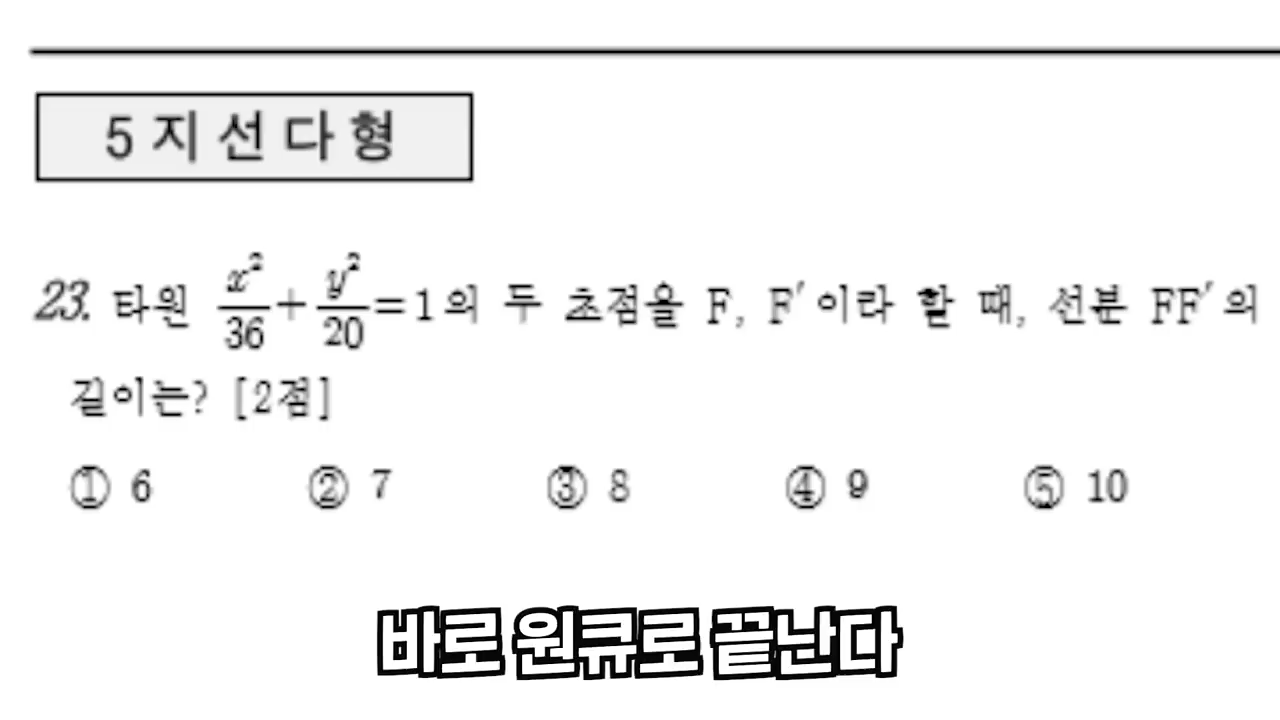 5 지 선 다 형
23. 타원 x²/36 + y²/20 = 1의 두 초점을 F, F′이라 할 때, 선분 FF′의
길이는? [2점]
① 6 ② 7 ③ 8 ④ 9 ⑤ 10
바로 원큐로 끝난다